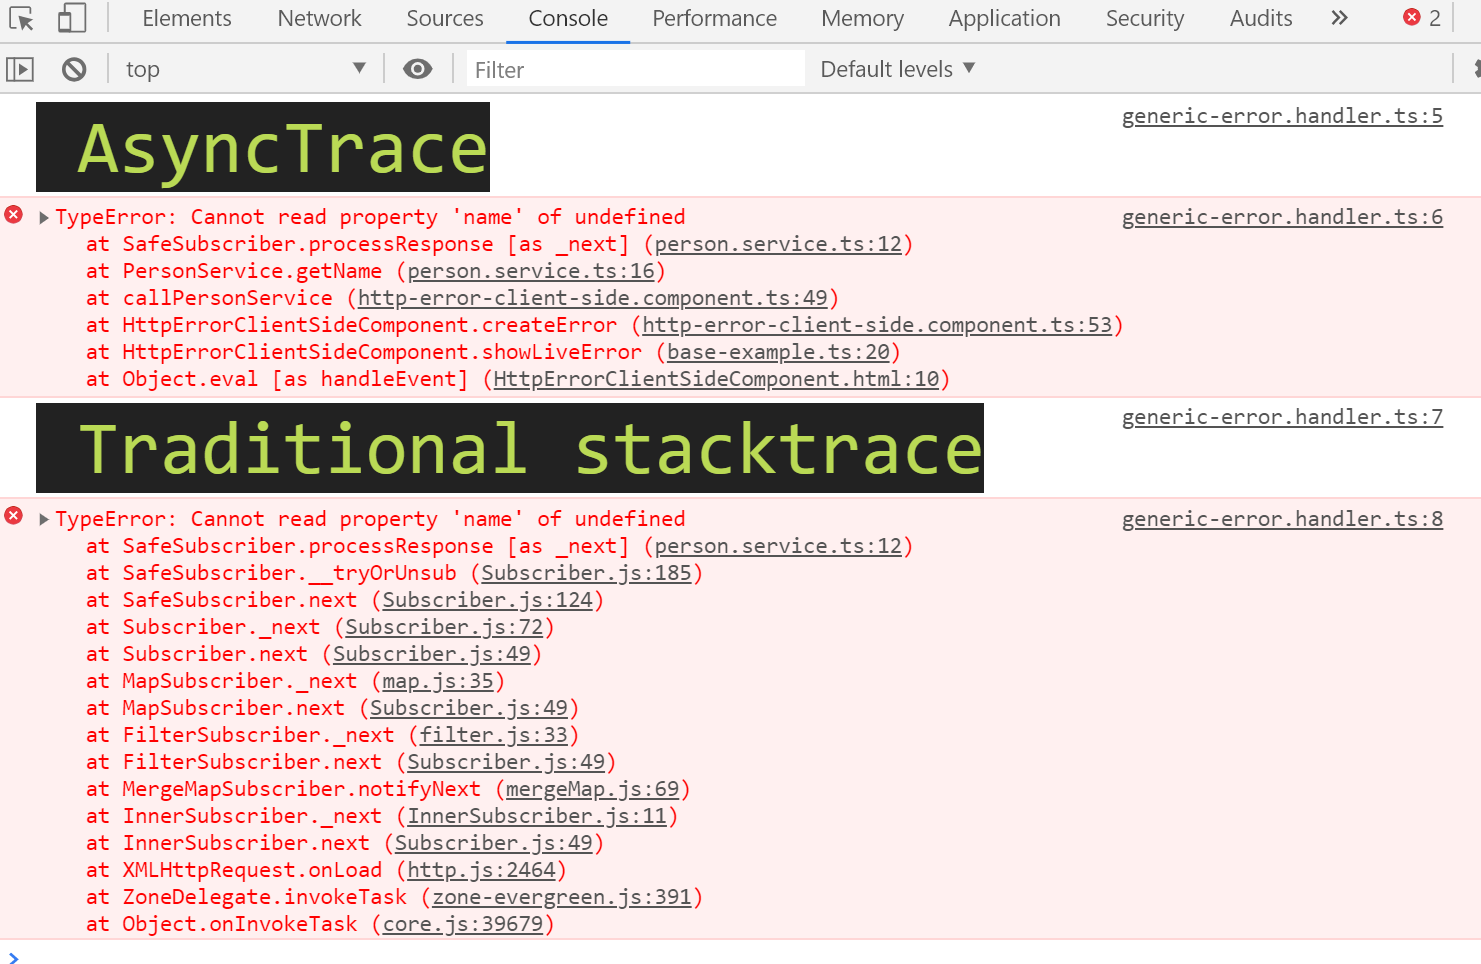 Elements Network Sources Console Performance Memory Application Security Audits » 2
top Filter Default levels
AsyncTrace generic-error.handler.ts:5
TypeError: Cannot read property 'name' of undefined generic-error.handler.ts:6
at SafeSubscriber.processResponse [as _next] (person.service.ts:12)
at PersonService.getName (person.service.ts:16)
at callPersonService (http-error-client-side.component.ts:49)
at HttpErrorClientSideComponent.createError (http-error-client-side.component.ts:53)
at HttpErrorClientSideComponent.showLiveError (base-example.ts:20)
at Object.eval [as handleEvent] (HttpErrorClientSideComponent.html:10)
Traditional stacktrace generic-error.handler.ts:7
TypeError: Cannot read property 'name' of undefined generic-error.handler.ts:8
at SafeSubscriber.processResponse [as _next] (person.service.ts:12)
at SafeSubscriber.__tryOrUnsub (Subscriber.js:185)
at SafeSubscriber.next (Subscriber.js:124)
at Subscriber._next (Subscriber.js:72)
at Subscriber.next (Subscriber.js:49)
at MapSubscriber._next (map.js:35)
at MapSubscriber.next (Subscriber.js:49)
at FilterSubscriber._next (filter.js:33)
at FilterSubscriber.next (Subscriber.js:49)
at MergeMapSubscriber.notifyNext (mergeMap.js:69)
at InnerSubscriber._next (InnerSubscriber.js:11)
at InnerSubscriber.next (Subscriber.js:49)
at XMLHttpRequest.onLoad (http.js:2464)
at ZoneDelegate.invokeTask (zone-evergreen.js:391)
at Object.onInvokeTask (core.js:39679)